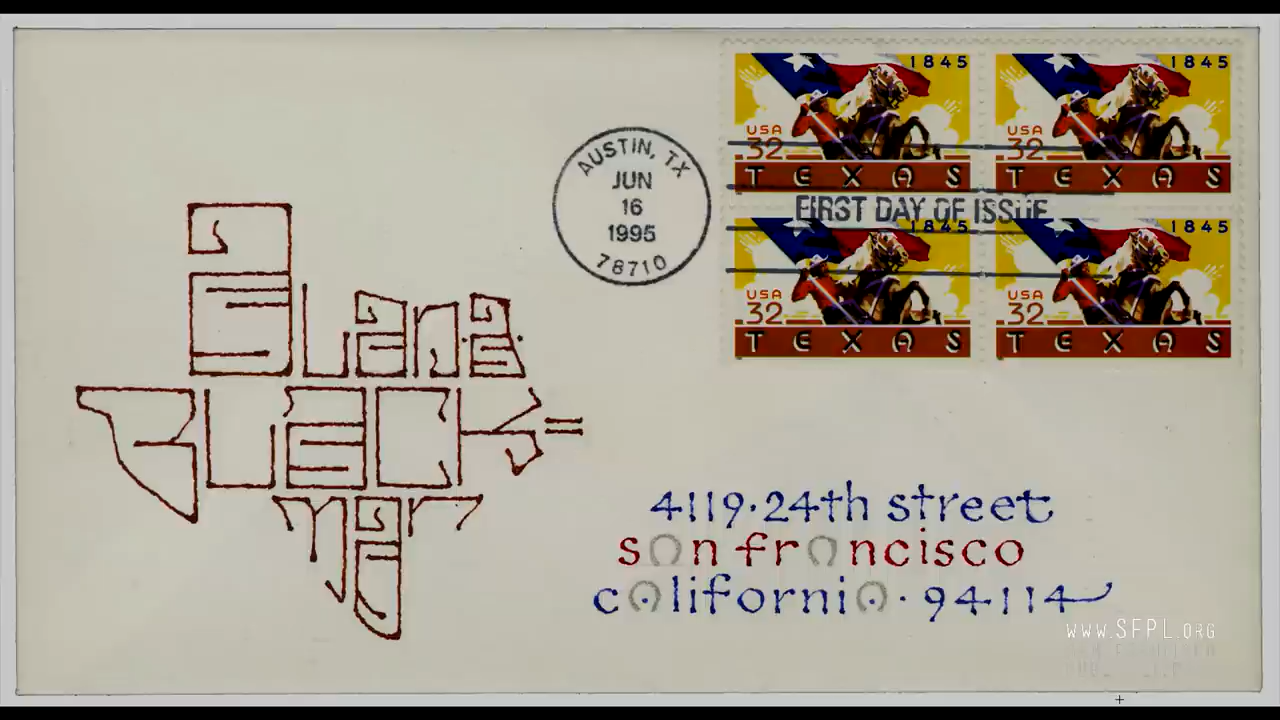 AUSTIN, TX
JUN
16
1995
78710
1845
USA
32
TEXAS
1845
USA
32
TEXAS
FIRST DAY OF ISSUE
1845
USA
32
TEXAS
1845
USA
32
TEXAS
4119·24th street
san francisco
california·94114
www.SFPL.org